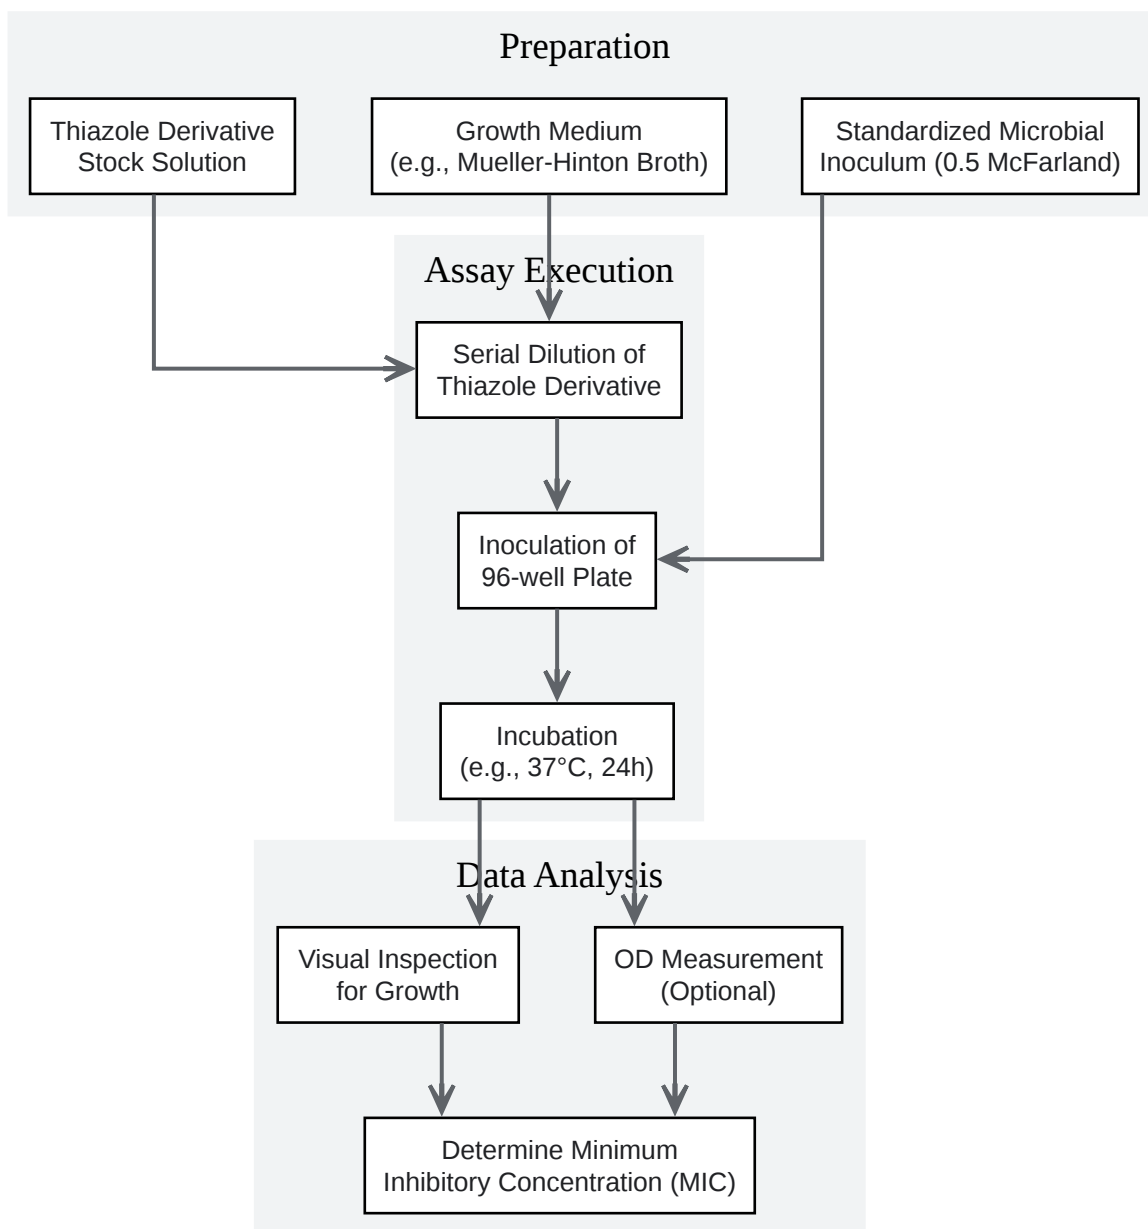 Preparation
Thiazole Derivative
Stock Solution
Growth Medium
(e.g., Mueller-Hinton Broth)
Standardized Microbial
Inoculum (0.5 McFarland)
Assay Execution
Serial Dilution of
Thiazole Derivative
Inoculation of
96-well Plate
Incubation
(e.g., 37°C, 24h)
Data Analysis
Visual Inspection
for Growth
OD Measurement
(Optional)
Determine Minimum
Inhibitory Concentration (MIC)